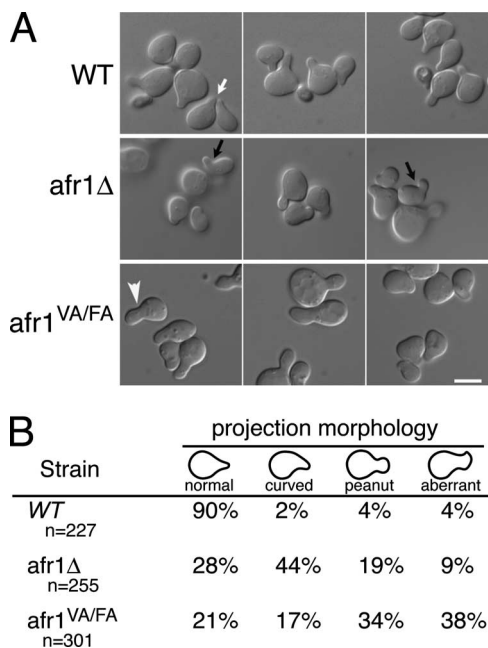 A
WT
afr1Δ
afr1VA/FA
B
projection morphology
Strain
normal curved peanut aberrant
WT 90% 2% 4% 4%
n=227
afr1Δ 28% 44% 19% 9%
n=255
afr1VA/FA 21% 17% 34% 38%
n=301